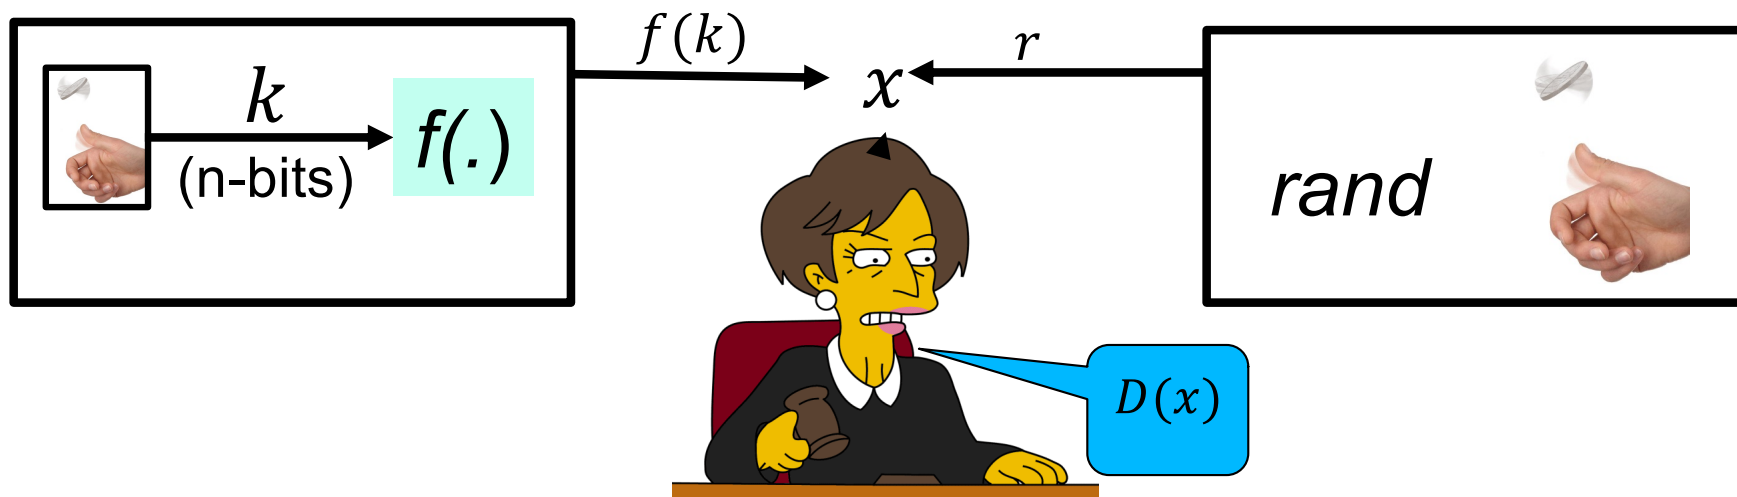 k
(n-bits)
f(.)
f(k)
x
r
rand
D(x)